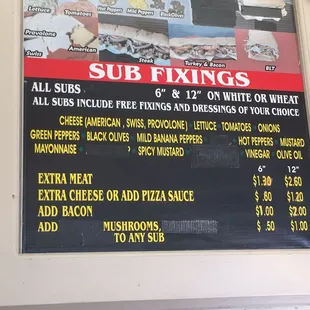 Lettuce
Tomatoes
Hot Peppers
Mild Peppers
Black Olives
Provolone
Swiss
American
Steak
Turkey & Bacon
BLT
SUB FIXINGS
ALL SUBS 6" & 12" ON WHITE OR WHEAT
ALL SUBS INCLUDE FREE FIXINGS AND DRESSINGS OF YOUR CHOICE
CHEESE (AMERICAN , SWISS, PROVOLONE) · LETTUCE · TOMATOES · ONIONS
GREEN PEPPERS · BLACK OLIVES · MILD BANANA PEPPERS · HOT PEPPERS · MUSTARD
MAYONNAISE · SPICY MUSTARD VINEGAR · OLIVE OIL
6" 12"
EXTRA MEAT $1.30 $2.60
EXTRA CHEESE OR ADD PIZZA SAUCE $ .60 $1.20
ADD BACON $1.00 $2.00
ADD MUSHROOMS, $ .50 $1.00
TO ANY SUB